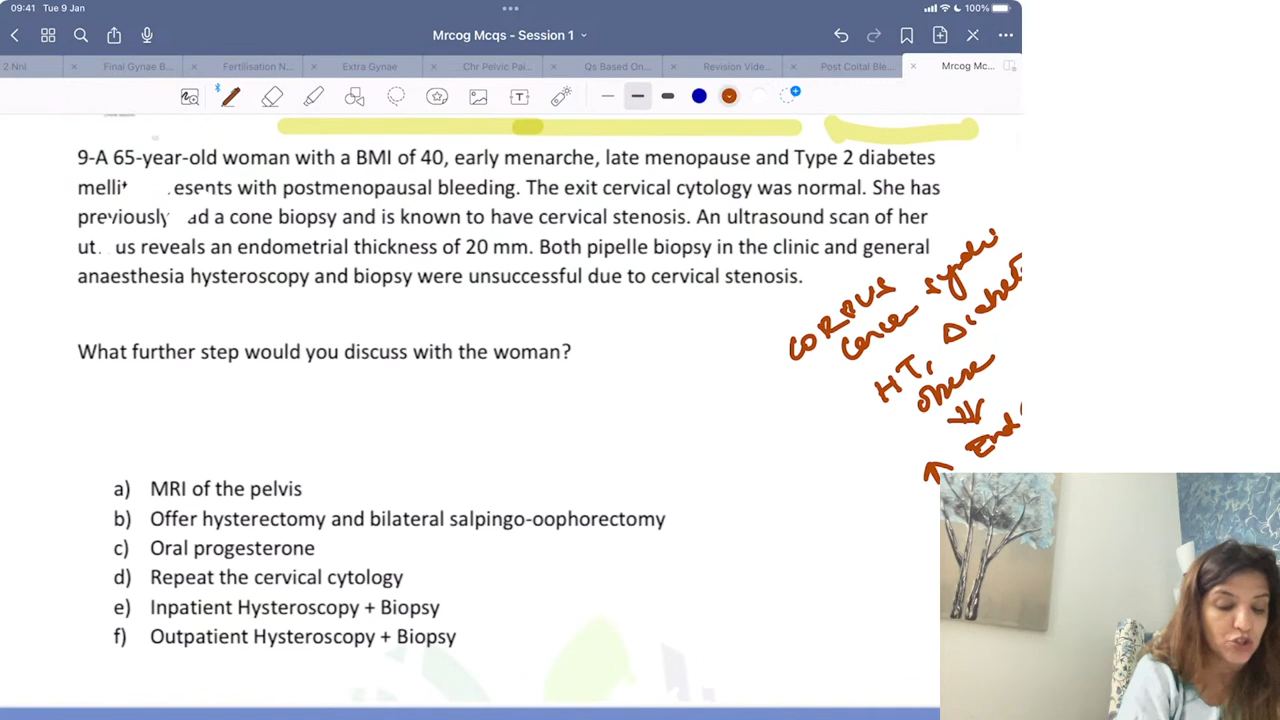 09:41 Tue 9 Jan
100%
Mrcog Mcqs - Session 1
2 Nnl
Final Gynae B...
Fertilisation N...
Extra Gynae
Chr Pelvic Pai...
Qs Based On...
Revision Vide...
Post Coital Ble...
Mrcog Mc...
9-A 65-year-old woman with a BMI of 40, early menarche, late menopause and Type 2 diabetes
mellit esents with postmenopausal bleeding. The exit cervical cytology was normal. She has
previously ad a cone biopsy and is known to have cervical stenosis. An ultrasound scan of her
ut us reveals an endometrial thickness of 20 mm. Both pipelle biopsy in the clinic and general
anaesthesia hysteroscopy and biopsy were unsuccessful due to cervical stenosis.
CORPUS
Cancer syndr
HT, Diabet
obese
End
What further step would you discuss with the woman?
a) MRI of the pelvis
b) Offer hysterectomy and bilateral salpingo-oophorectomy
c) Oral progesterone
d) Repeat the cervical cytology
e) Inpatient Hysteroscopy + Biopsy
f) Outpatient Hysteroscopy + Biopsy